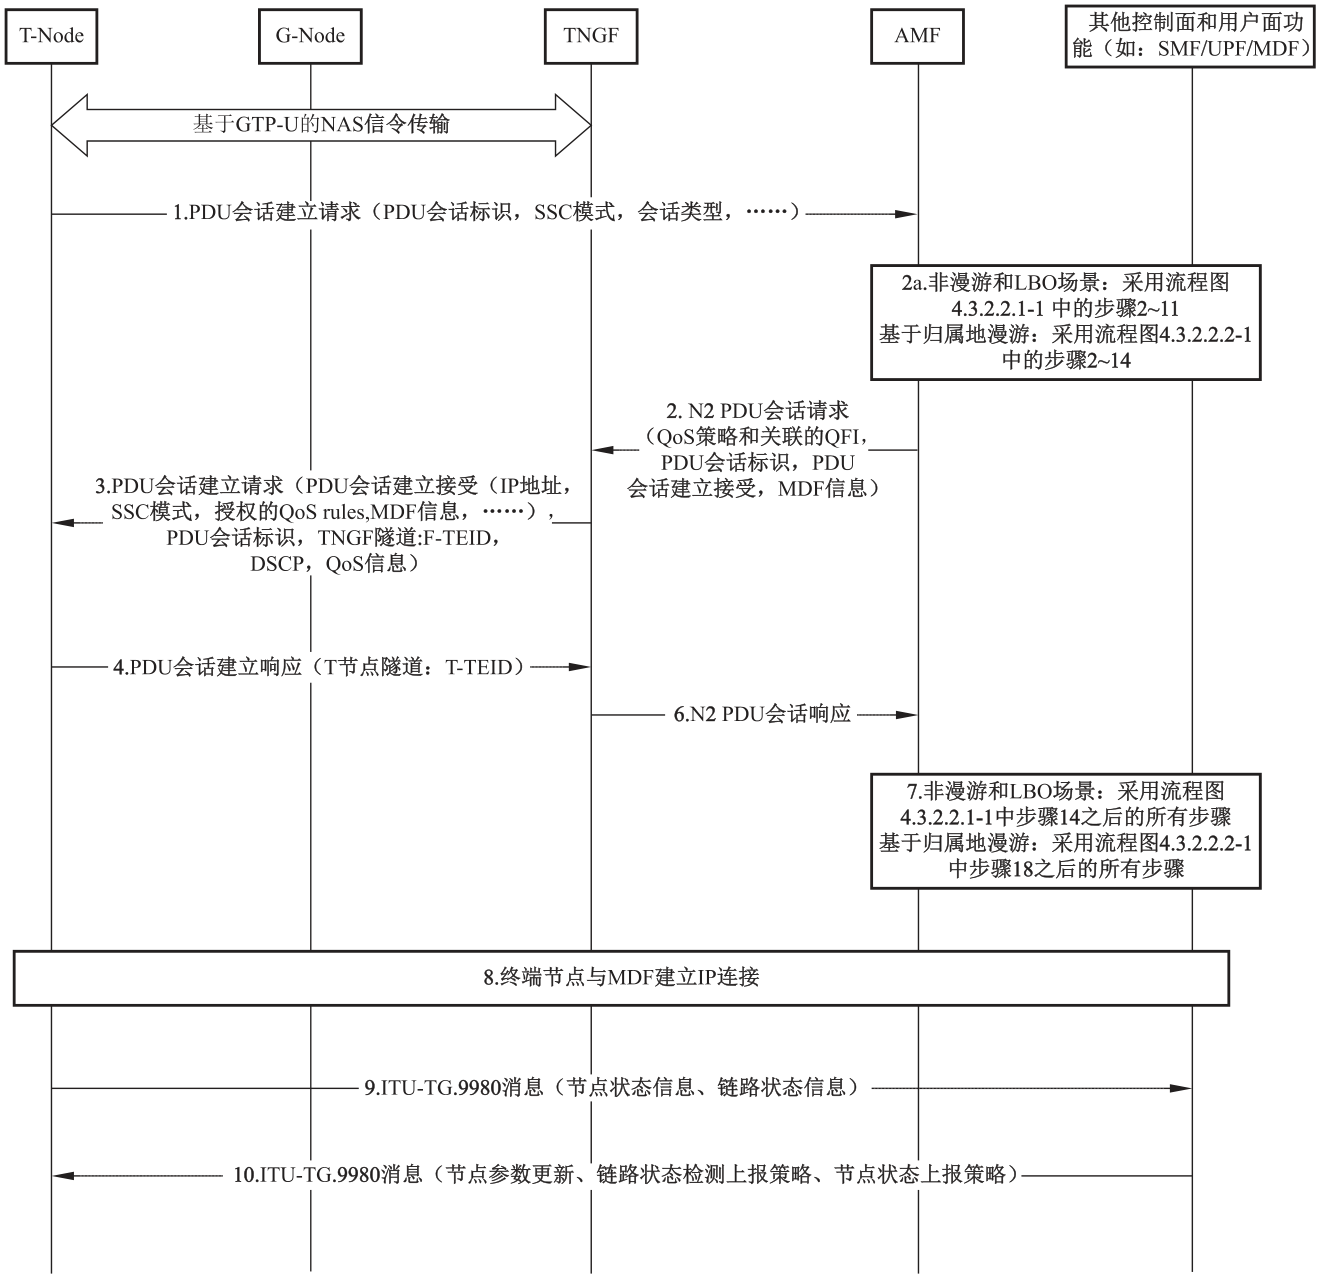 T-Node
G-Node
TNGF
AMF
其他控制面和用户面功
能（如：SMF/UPF/MDF）
基于GTP-U的NAS信令传输
1.PDU会话建立请求（PDU会话标识，SSC模式，会话类型，……）
2a.非漫游和LBO场景：采用流程图
4.3.2.2.1-1 中的步骤2~11
基于归属地漫游：采用流程图4.3.2.2.2-1
中的步骤2~14
2. N2 PDU会话请求
（QoS策略和关联的QFI，
PDU会话标识，PDU
会话建立接受，MDF信息）
3.PDU会话建立请求（PDU会话建立接受（IP地址，
SSC模式，授权的QoS rules,MDF信息，……），
PDU会话标识，TNGF隧道:F-TEID，
DSCP，QoS信息）
4.PDU会话建立响应（T节点隧道：T-TEID）
6.N2 PDU会话响应
7.非漫游和LBO场景：采用流程图
4.3.2.2.1-1中步骤14之后的所有步骤
基于归属地漫游：采用流程图4.3.2.2.2-1
中步骤18之后的所有步骤
8.终端节点与MDF建立IP连接
9.ITU-TG.9980消息（节点状态信息、链路状态信息）
10.ITU-TG.9980消息（节点参数更新、链路状态检测上报策略、节点状态上报策略）